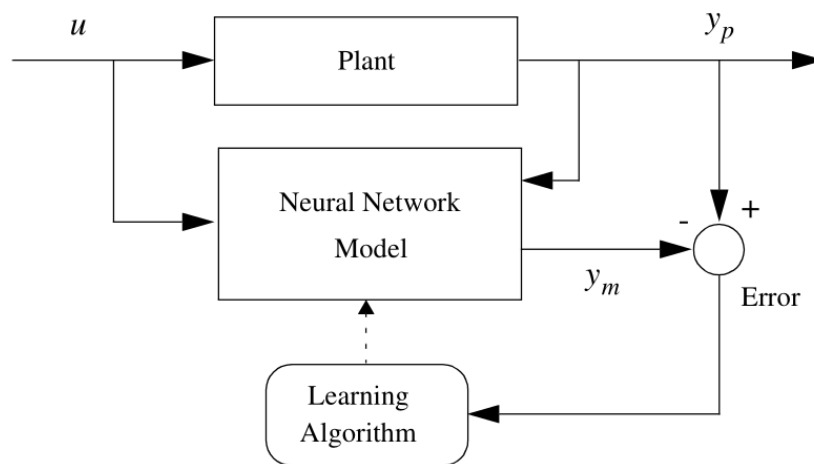 u
y_p
Plant
Neural Network
Model
- +
y_m
Error
Learning
Algorithm